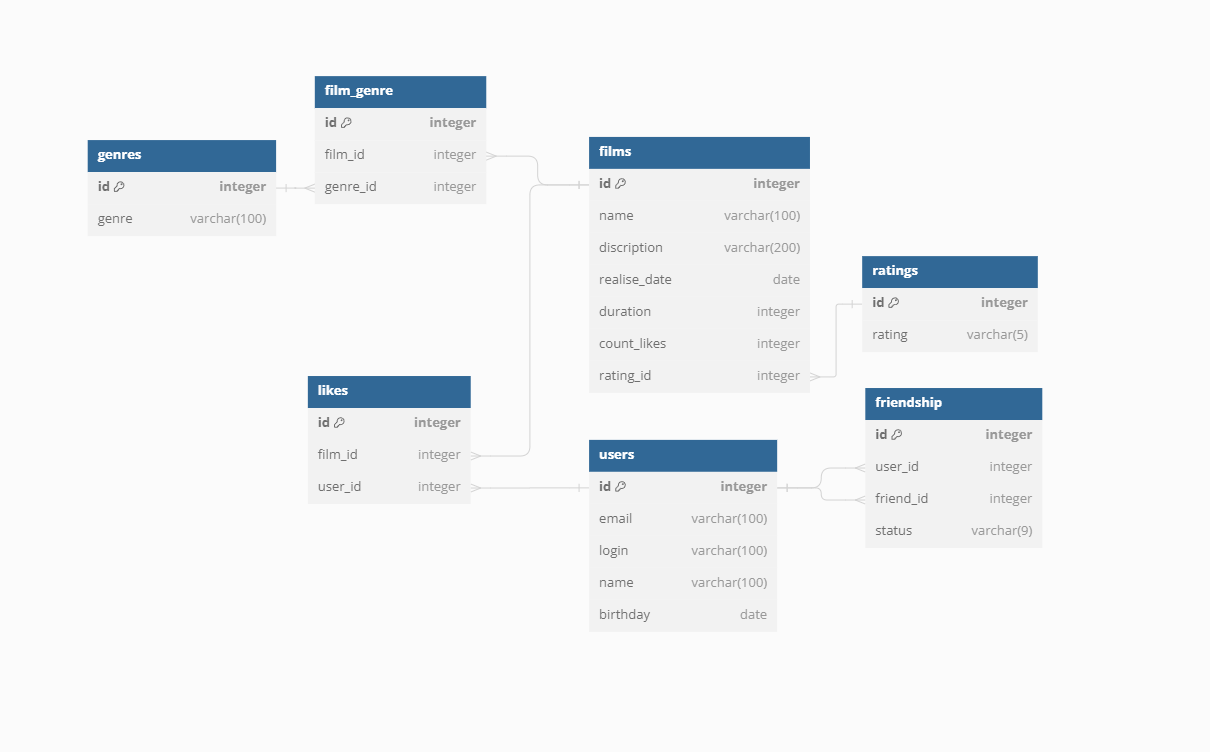 film_genre
id integer
film_id integer
genre_id integer
genres
id integer
genre varchar(100)
films
id integer
name varchar(100)
discription varchar(200)
realise_date date
duration integer
count_likes integer
rating_id integer
ratings
id integer
rating varchar(5)
likes
id integer
film_id integer
user_id integer
friendship
id integer
user_id integer
friend_id integer
status varchar(9)
users
id integer
email varchar(100)
login varchar(100)
name varchar(100)
birthday date